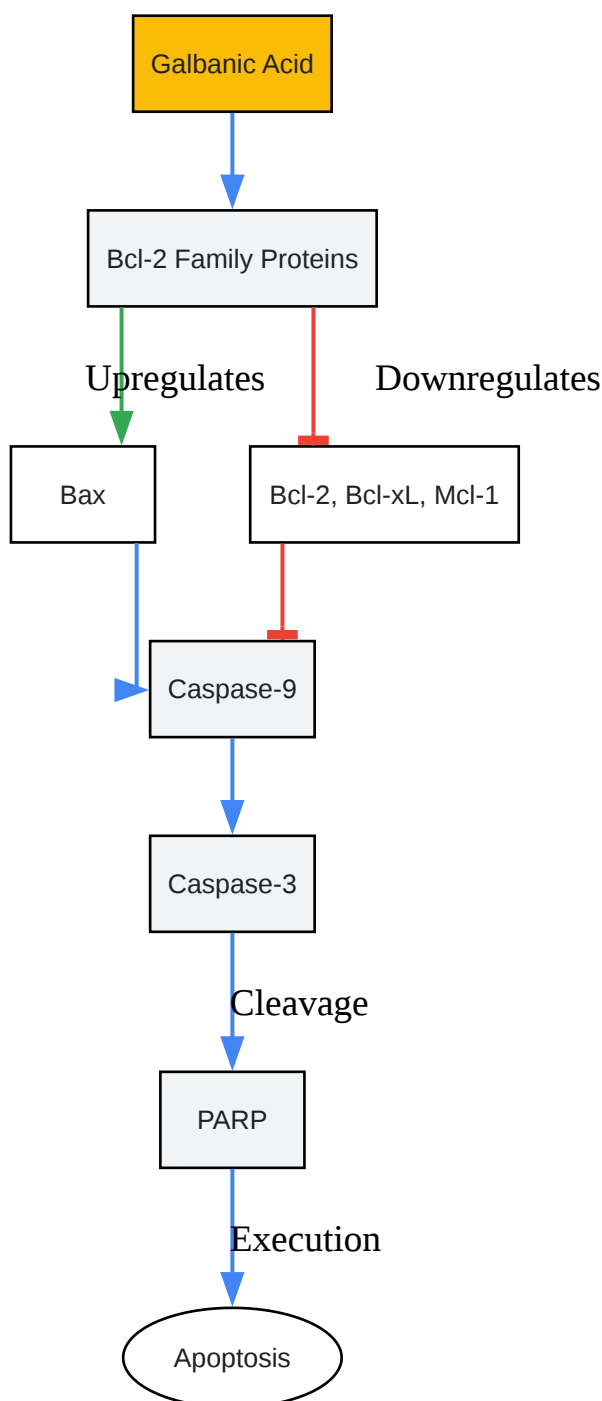 Galbanic Acid
Bcl-2 Family Proteins
Upregulates
Downregulates
Bax
Bcl-2, Bcl-xL, Mcl-1
Caspase-9
Caspase-3
Cleavage
PARP
Execution
Apoptosis